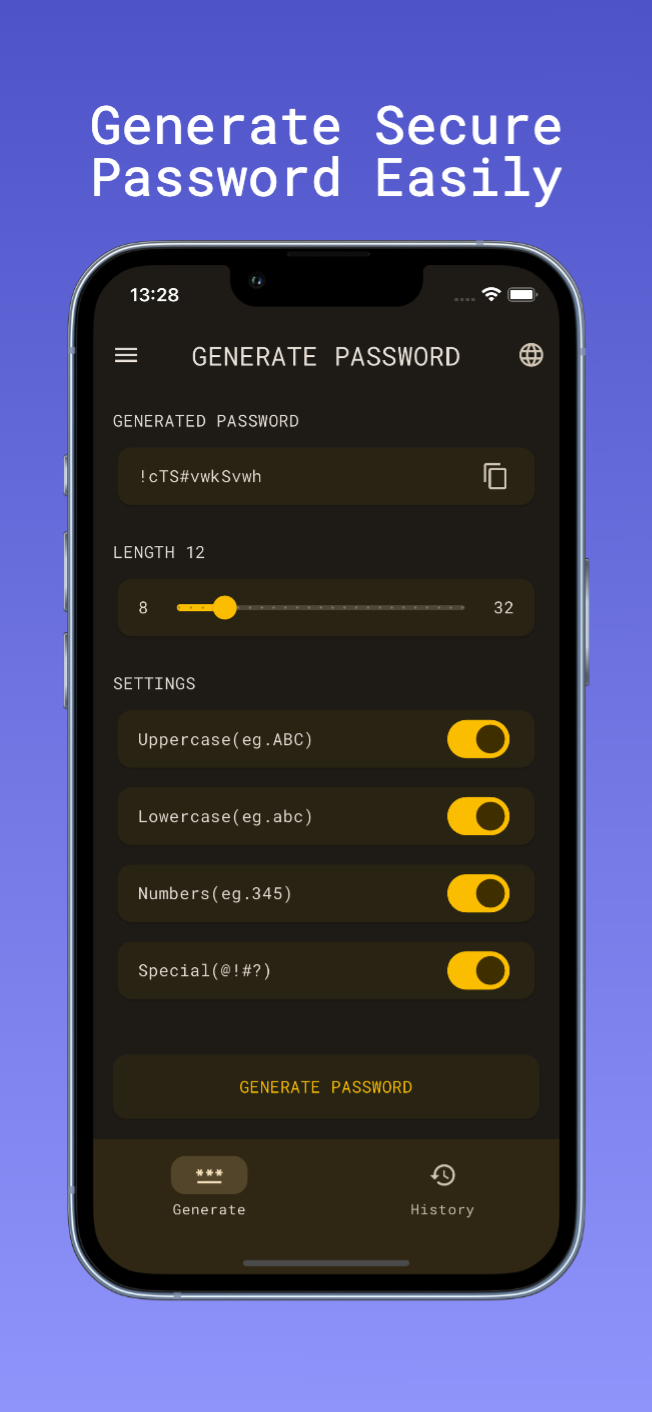 Generate Secure
Password Easily
13:28
GENERATE PASSWORD
GENERATED PASSWORD
!cTS#vwkSvwh
LENGTH 12
8
32
SETTINGS
Uppercase(eg.ABC)
Lowercase(eg.abc)
Numbers(eg.345)
Special(@!#?)
GENERATE PASSWORD
***
Generate
History